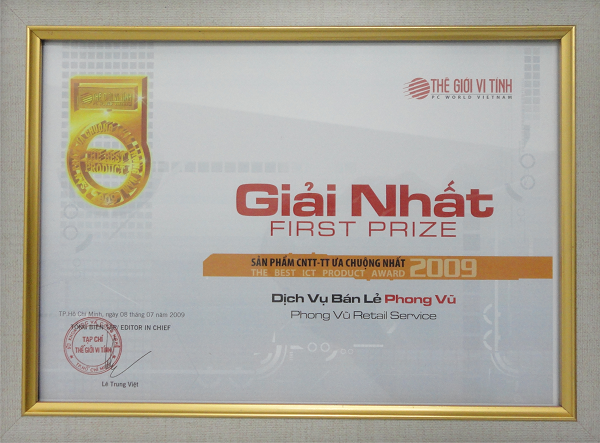 THẾ GIỚI VI TÍNH
PC WORLD VIETNAM
THE BEST
PRODUCTS
Giải Nhất
FIRST PRIZE
SẢN PHẨM CNTT-TT ƯA CHUỘNG NHẤT
THE BEST ICT PRODUCT AWARD 2009
Dịch Vụ Bán Lẻ Phong Vũ
Phong Vũ Retail Service
TP.Hồ Chí Minh, ngày 08 tháng 07 năm 2009
TỔNG BIÊN TẬP/ EDITOR IN CHIEF
TẠP CHÍ
THẾ GIỚI VI TÍNH
Lê Trung Việt